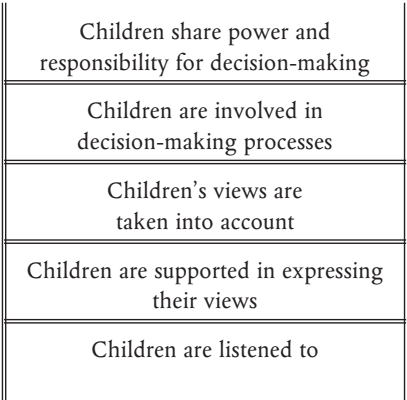 Children share power and
responsibility for decision-making
Children are involved in
decision-making processes
Children’s views are
taken into account
Children are supported in expressing
their views
Children are listened to